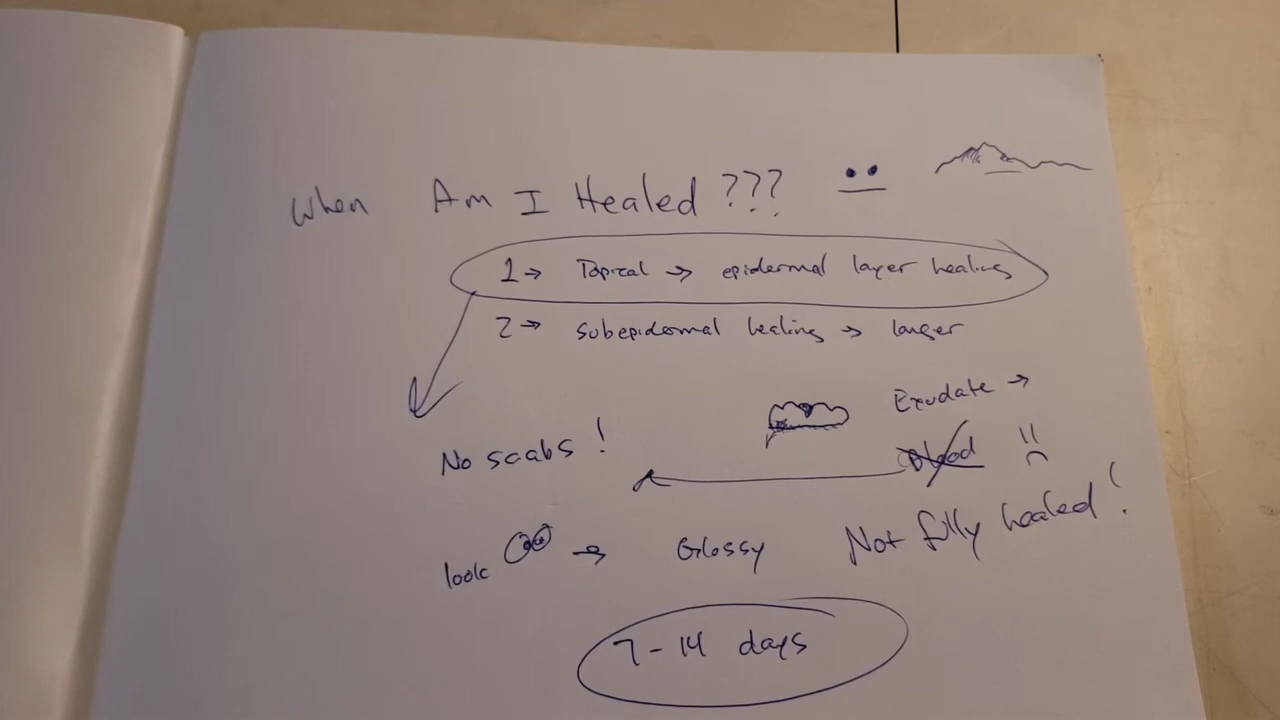 When Am I Healed ???
1 → Topical → epidermal layer healing
2 → Subepidermal healing → longer
Exudate →
No scabs !
Blood
look → Glossy Not fully healed !
7-14 days